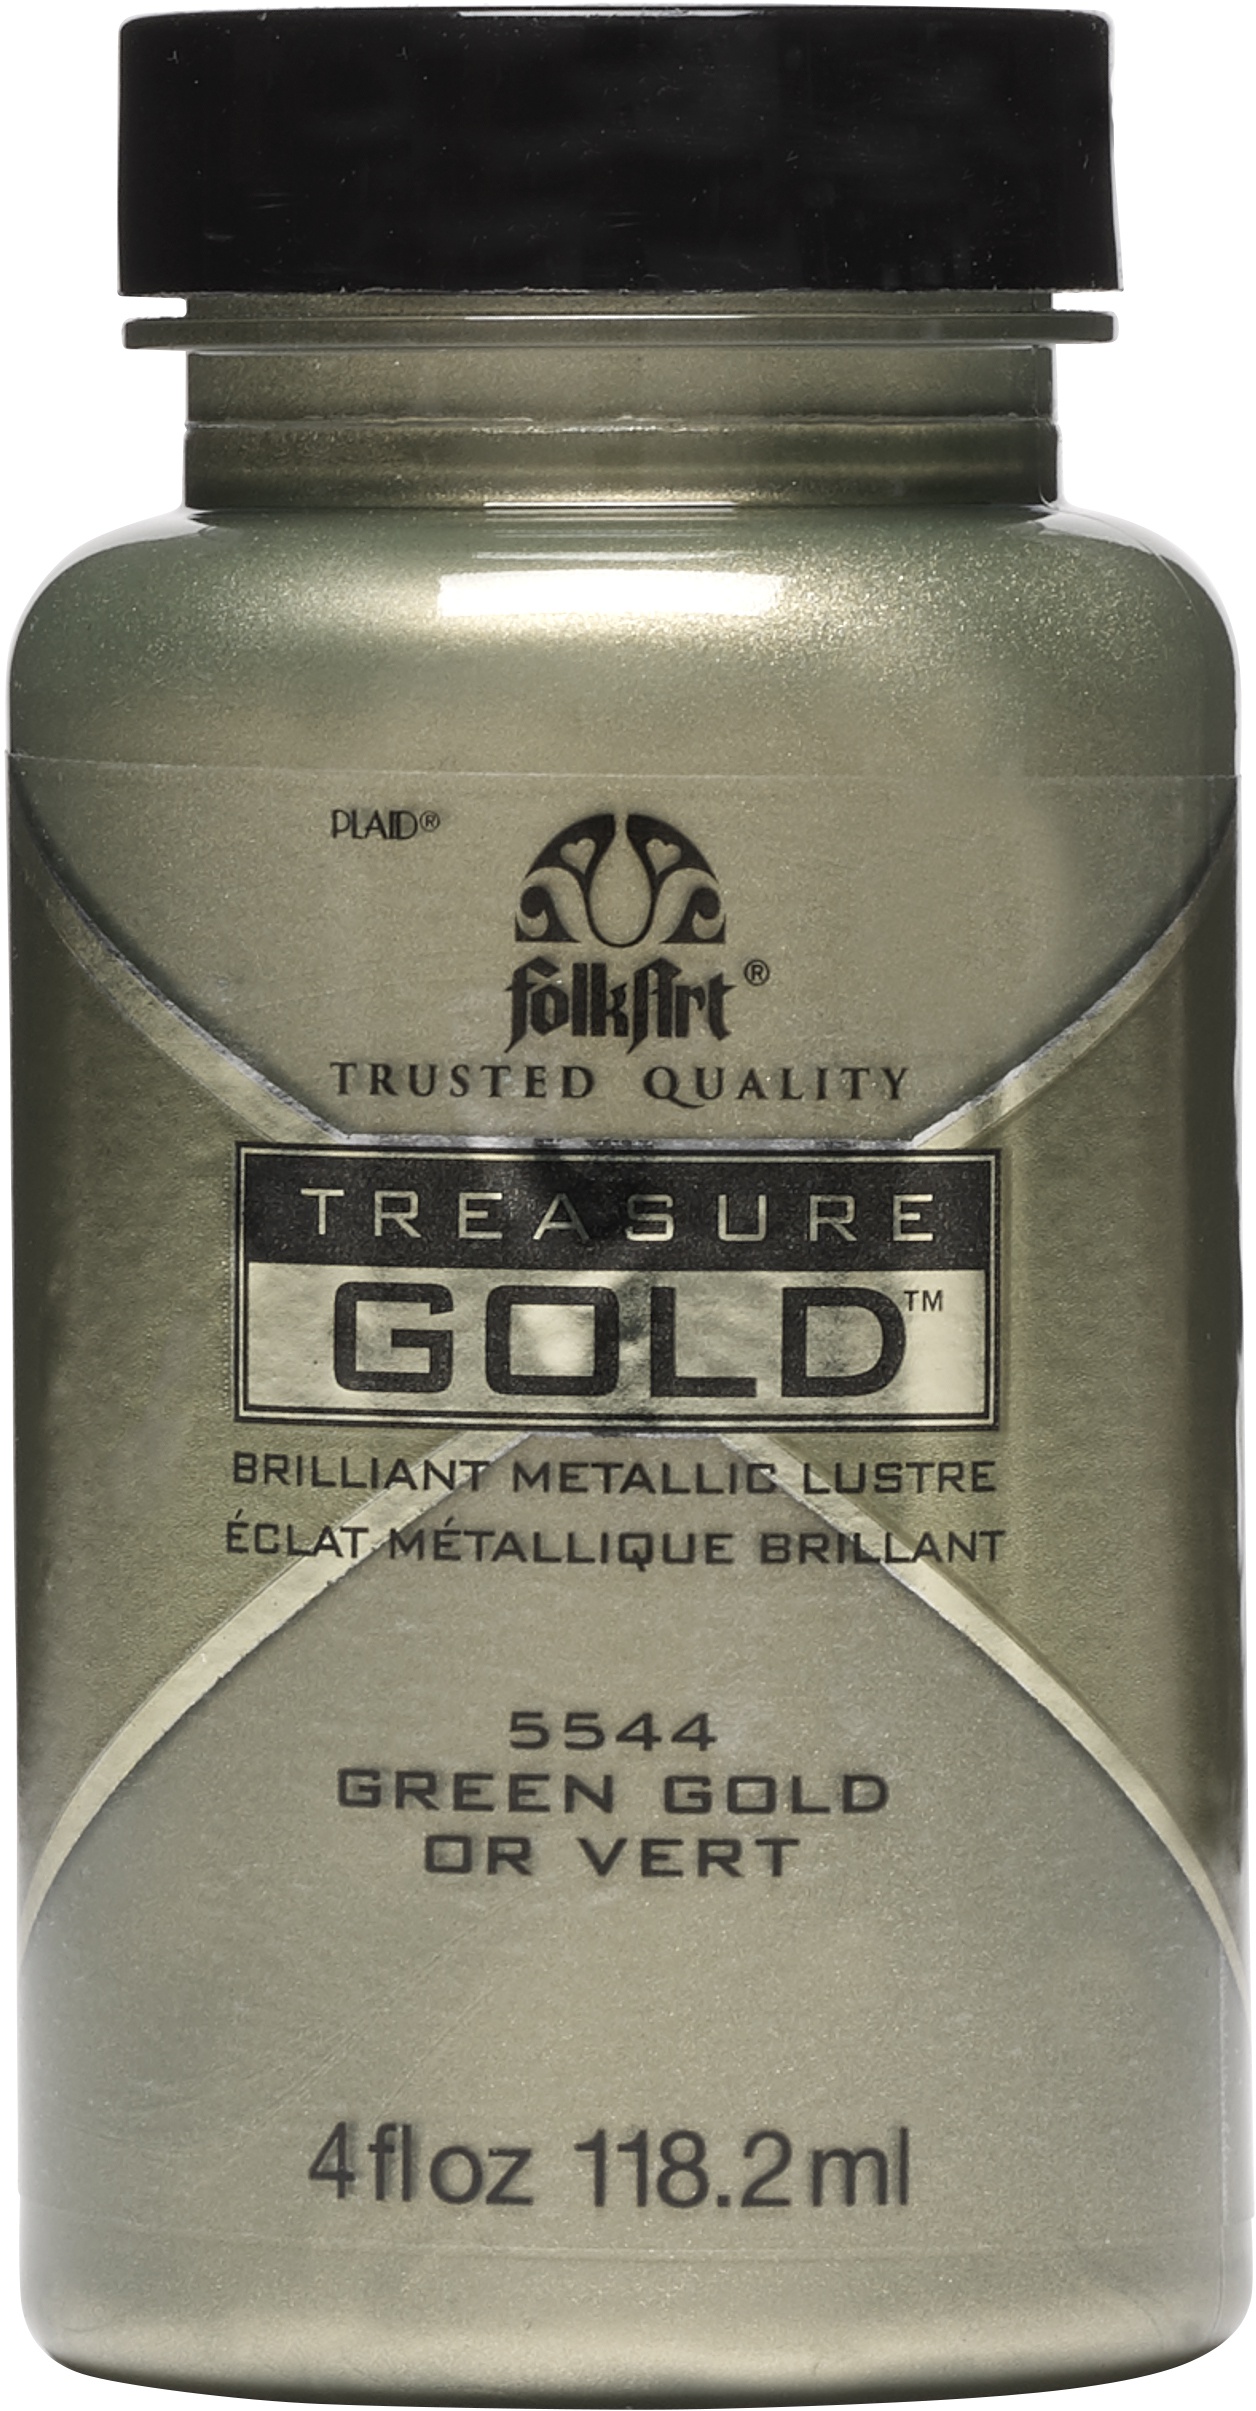 PLAID®
folkArt®
TRUSTED QUALITY
TREASURE
GOLD™
BRILLIANT METALLIC LUSTRE
ÉCLAT MÉTALLIQUE BRILLANT
5544
GREEN GOLD
OR VERT
4 fl oz 118.2 ml